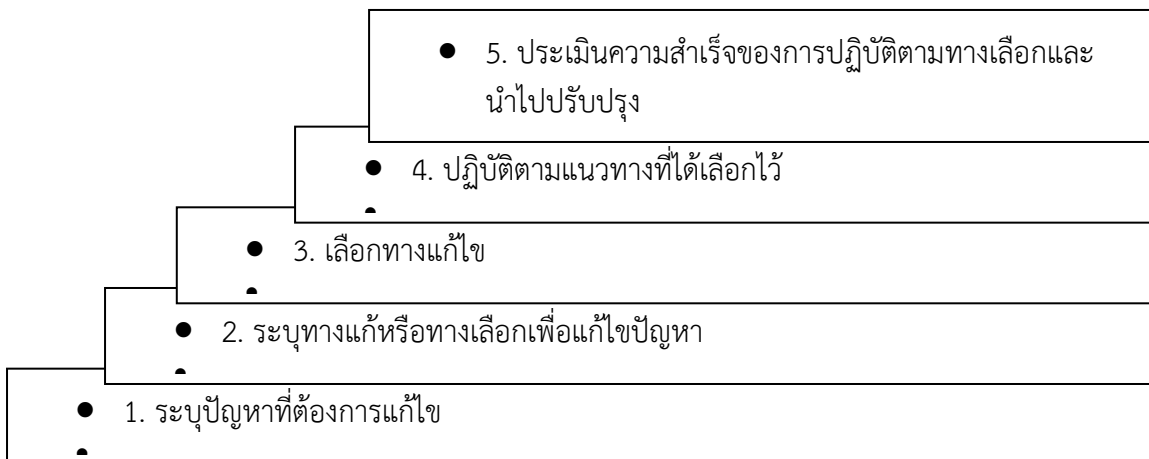 • 5. ประเมินความสำเร็จของการปฏิบัติตามทางเลือกและ
นำไปปรับปรุง
• 4. ปฏิบัติตามแนวทางที่ได้เลือกไว้
•
• 3. เลือกทางแก้ไข
•
• 2. ระบุทางแก้หรือทางเลือกเพื่อแก้ไขปัญหา
•
• 1. ระบุปัญหาที่ต้องการแก้ไข
•